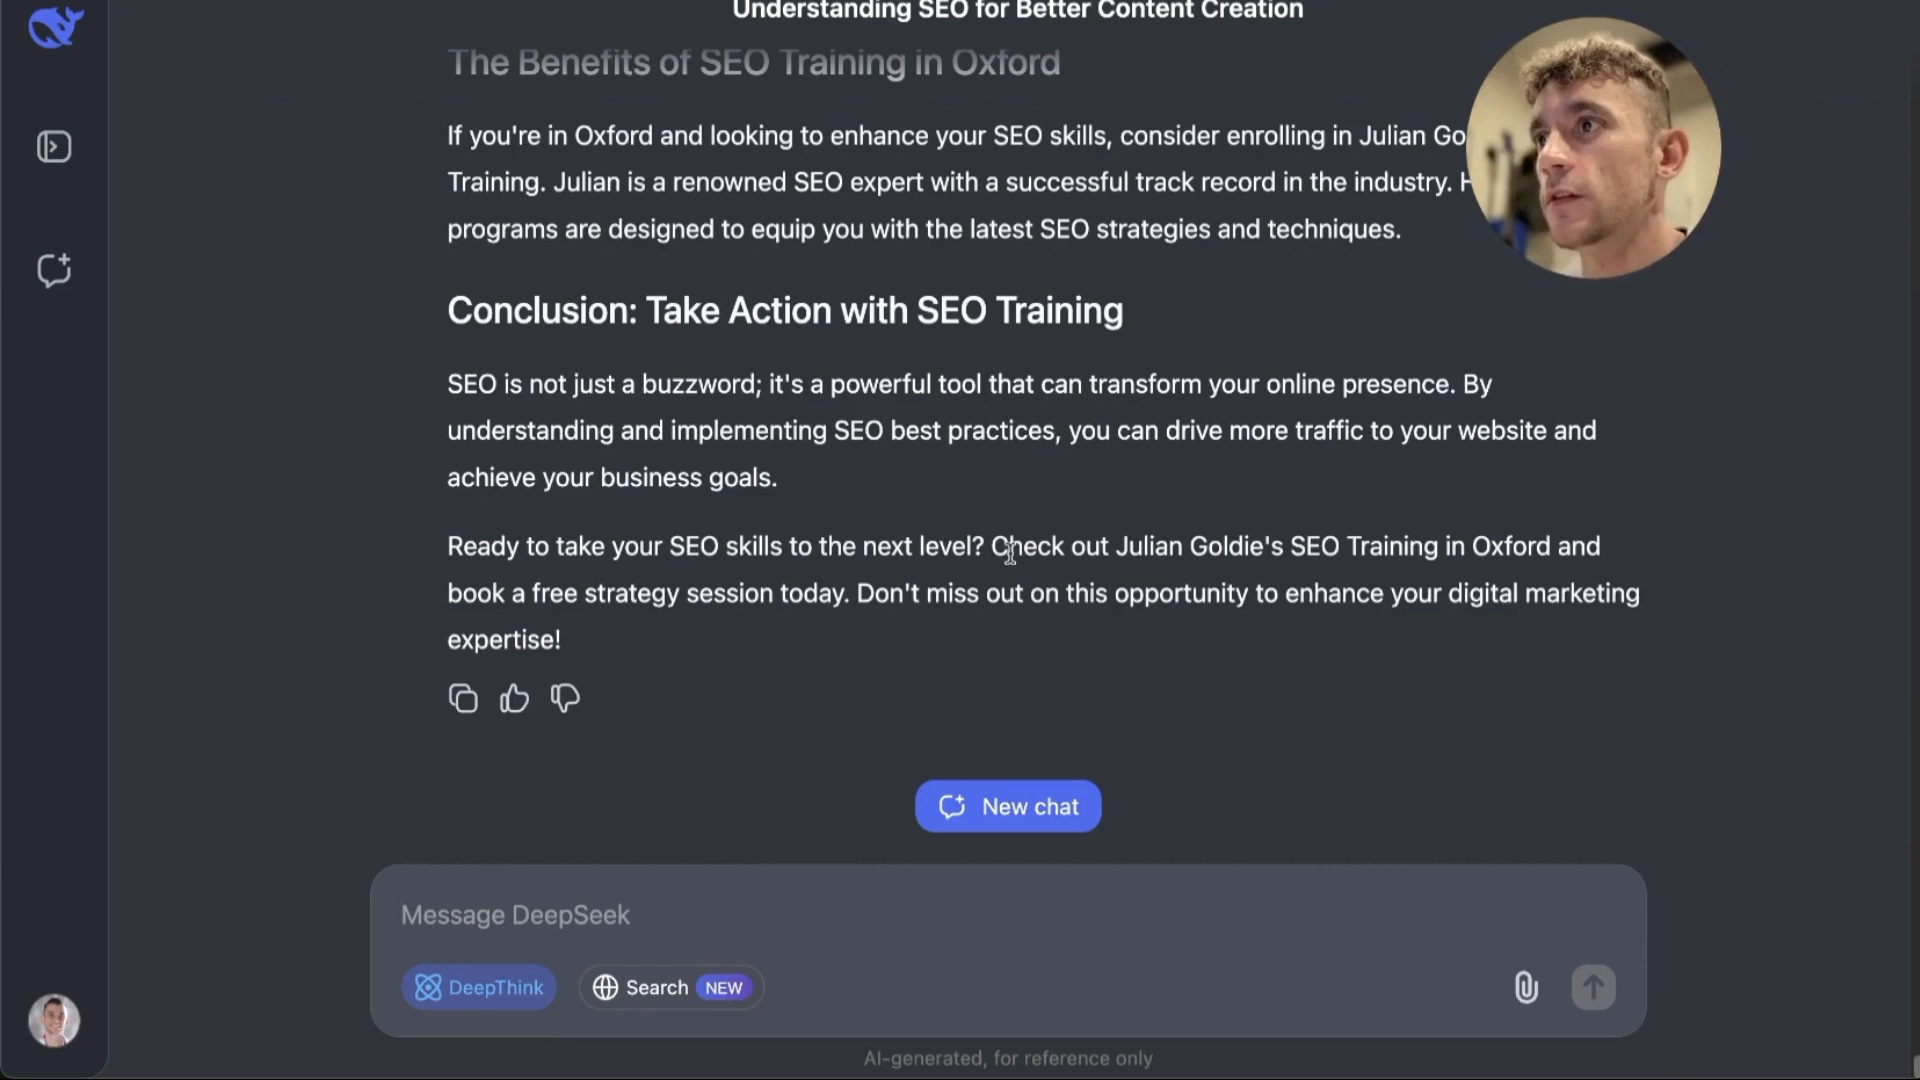 Understanding SEO for Better Content Creation
The Benefits of SEO Training in Oxford
If you're in Oxford and looking to enhance your SEO skills, consider enrolling in Julian
Training. Julian is a renowned SEO expert with a successful track record in the industry.
programs are designed to equip you with the latest SEO strategies and techniques.
Conclusion: Take Action with SEO Training
SEO is not just a buzzword; it's a powerful tool that can transform your online presence. By
understanding and implementing SEO best practices, you can drive more traffic to your website and
achieve your business goals.
Ready to take your SEO skills to the next level? Check out Julian Goldie's SEO Training in Oxford and
book a free strategy session today. Don't miss out on this opportunity to enhance your digital marketing
expertise!
New chat
Message DeepSeek
DeepThink
Search NEW
AI-generated, for reference only